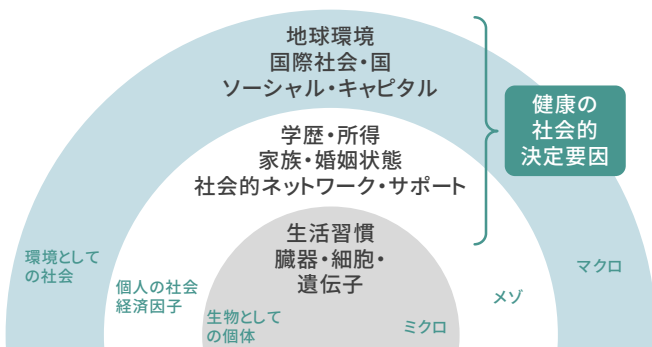 地球環境
国際社会・国
ソーシャル・キャピタル
健康の
社会的
決定要因
学歴・所得
家族・婚姻状態
社会的ネットワーク・サポート
生活習慣
臓器・細胞・
遺伝子
環境として
の社会
個人の社会
経済因子
生物として
の個体
ミクロ
メゾ
マクロ